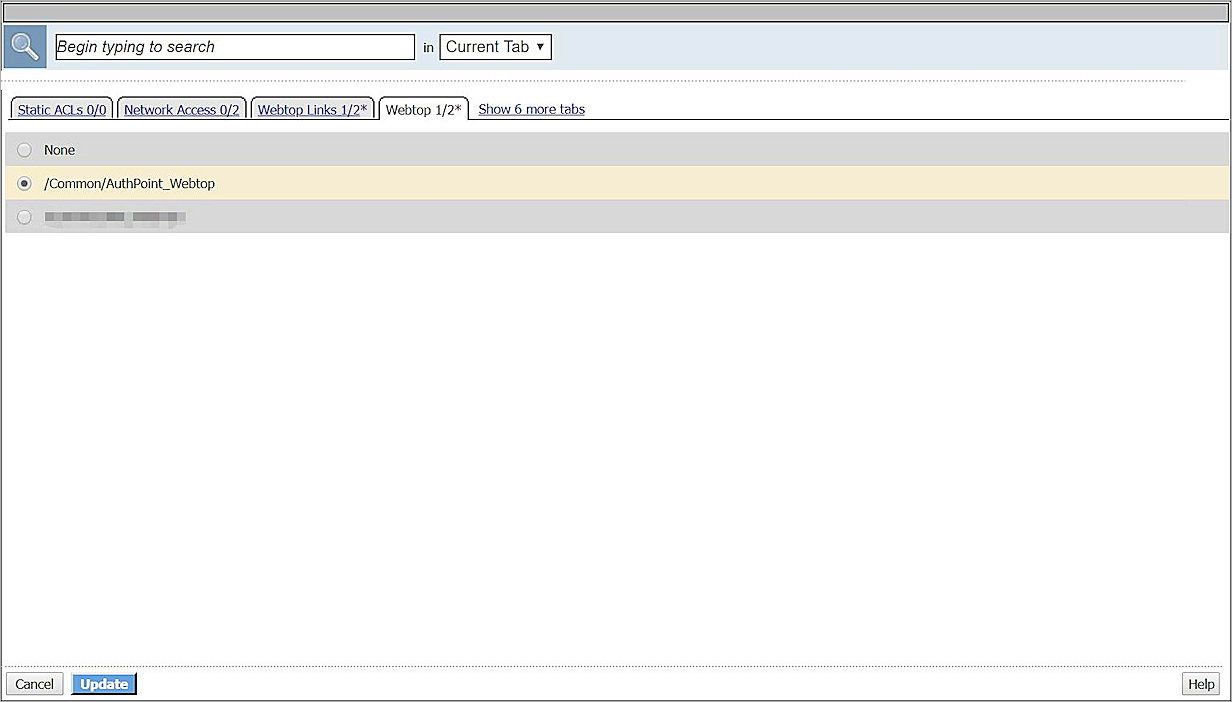 Begin typing to search in Current Tab ▼
Static ACLs 0/0 Network Access 0/2 Webtop Links 1/2* Webtop 1/2* Show 6 more tabs
None
/Common/AuthPoint_Webtop
Cancel Update Help